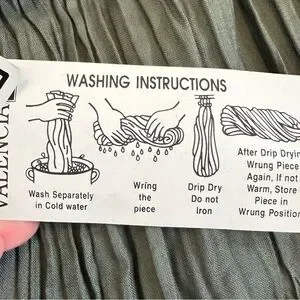 WASHING INSTRUCTIONS
VALENCIA
Wash Separately
in Cold water
Wring
the
piece
Drip Dry
Do not
Iron
After Drip Drying
Wrung Piece
Again, if not
Warm, Store
Piece in
Wrung Position